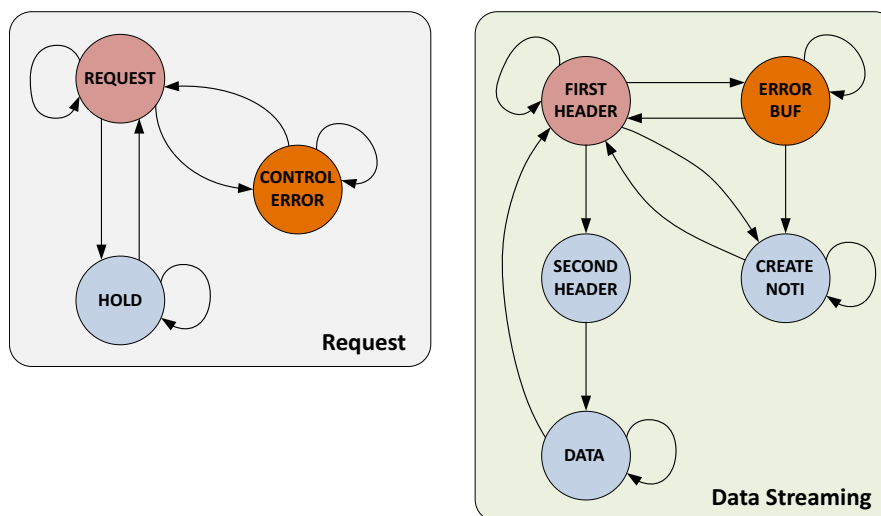 REQUEST
CONTROL
ERROR
HOLD
Request
FIRST
HEADER
ERROR
BUF
SECOND
HEADER
CREATE
NOTI
DATA
Data Streaming